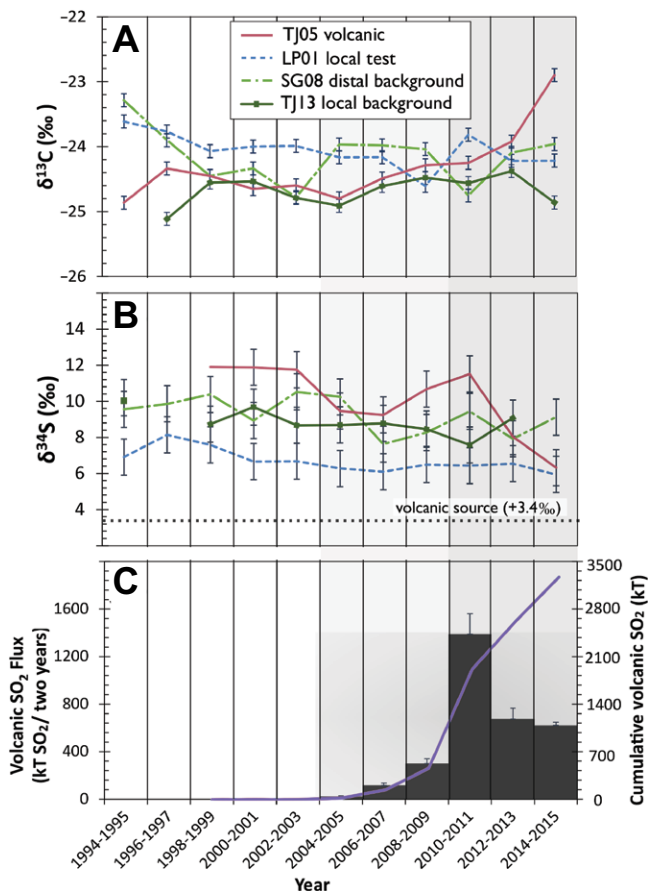 A
TJ05 volcanic
LP01 local test
SG08 distal background
TJ13 local background
δ¹³C (‰)
−22
−23
−24
−25
−26
B
δ³⁴S (‰)
16
14
12
10
8
6
4
2
volcanic source (+3.4‰)
C
Volcanic SO₂ Flux
(kT SO₂/ two years)
1600
1200
800
400
0
3500
2800
2100
1400
700
0
Cumulative volcanic SO₂ (kT)
1994-1995
1996-1997
1998-1999
2000-2001
2002-2003
2004-2005
2006-2007
2008-2009
2010-2011
2012-2013
2014-2015
Year